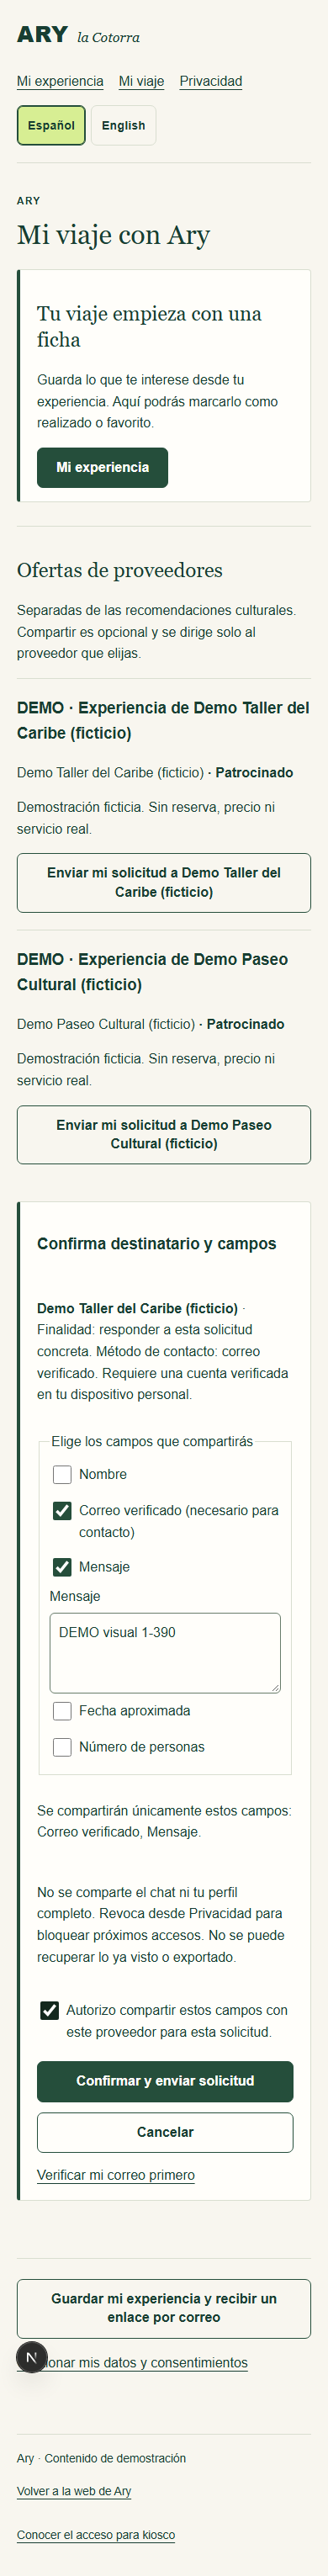 ARY la Cotorra
Mi experiencia Mi viaje Privacidad
Español English
ARY
Mi viaje con Ary
Tu viaje empieza con una
ficha
Guarda lo que te interese desde tu
experiencia. Aquí podrás marcarlo como
realizado o favorito.
Mi experiencia
Ofertas de proveedores
Separadas de las recomendaciones culturales.
Compartir es opcional y se dirige solo al
proveedor que elijas.
DEMO · Experiencia de Demo Taller del
Caribe (ficticio)
Demo Taller del Caribe (ficticio) · Patrocinado
Demostración ficticia. Sin reserva, precio ni
servicio real.
Enviar mi solicitud a Demo Taller del
Caribe (ficticio)
DEMO · Experiencia de Demo Paseo
Cultural (ficticio)
Demo Paseo Cultural (ficticio) · Patrocinado
Demostración ficticia. Sin reserva, precio ni
servicio real.
Enviar mi solicitud a Demo Paseo
Cultural (ficticio)
Confirma destinatario y campos
Demo Taller del Caribe (ficticio) ·
Finalidad: responder a esta solicitud
concreta. Método de contacto: correo
verificado. Requiere una cuenta verificada
en tu dispositivo personal.
Elige los campos que compartirás
Nombre
Correo verificado (necesario para
contacto)
Mensaje
Mensaje
DEMO visual 1-390
Fecha aproximada
Número de personas
Se compartirán únicamente estos campos:
Correo verificado, Mensaje.
No se comparte el chat ni tu perfil
completo. Revoca desde Privacidad para
bloquear próximos accesos. No se puede
recuperar lo ya visto o exportado.
Autorizo compartir estos campos con
este proveedor para esta solicitud.
Confirmar y enviar solicitud
Cancelar
Verificar mi correo primero
Guardar mi experiencia y recibir un
enlace por correo
N
mis datos y consentimientos
Ary · Contenido de demostración
Volver a la web de Ary
Conocer el acceso para kiosco